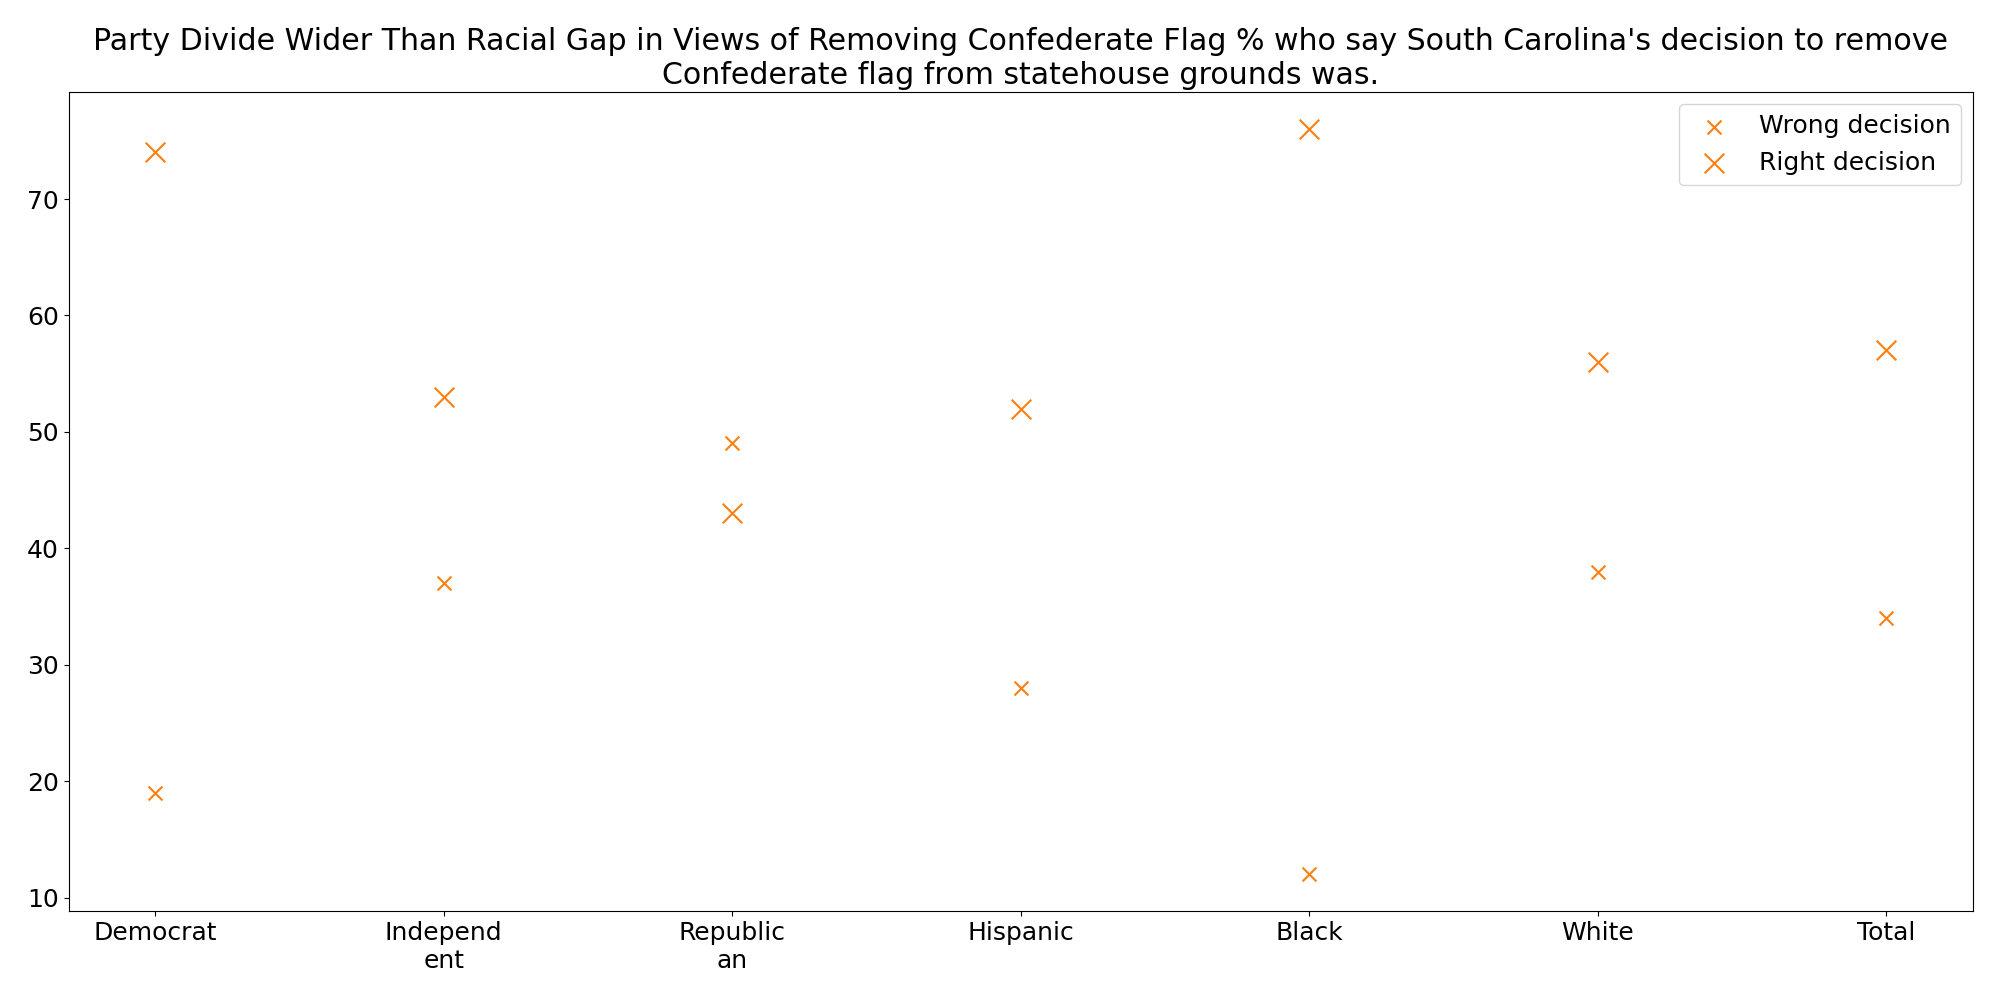 Party Divide Wider Than Racial Gap in Views of Removing Confederate Flag % who say South Carolina's decision to remove
Confederate flag from statehouse grounds was.
Wrong decision
Right decision
70
60
50
40
30
20
10
Democrat
Independ
ent
Republic
an
Hispanic
Black
White
Total